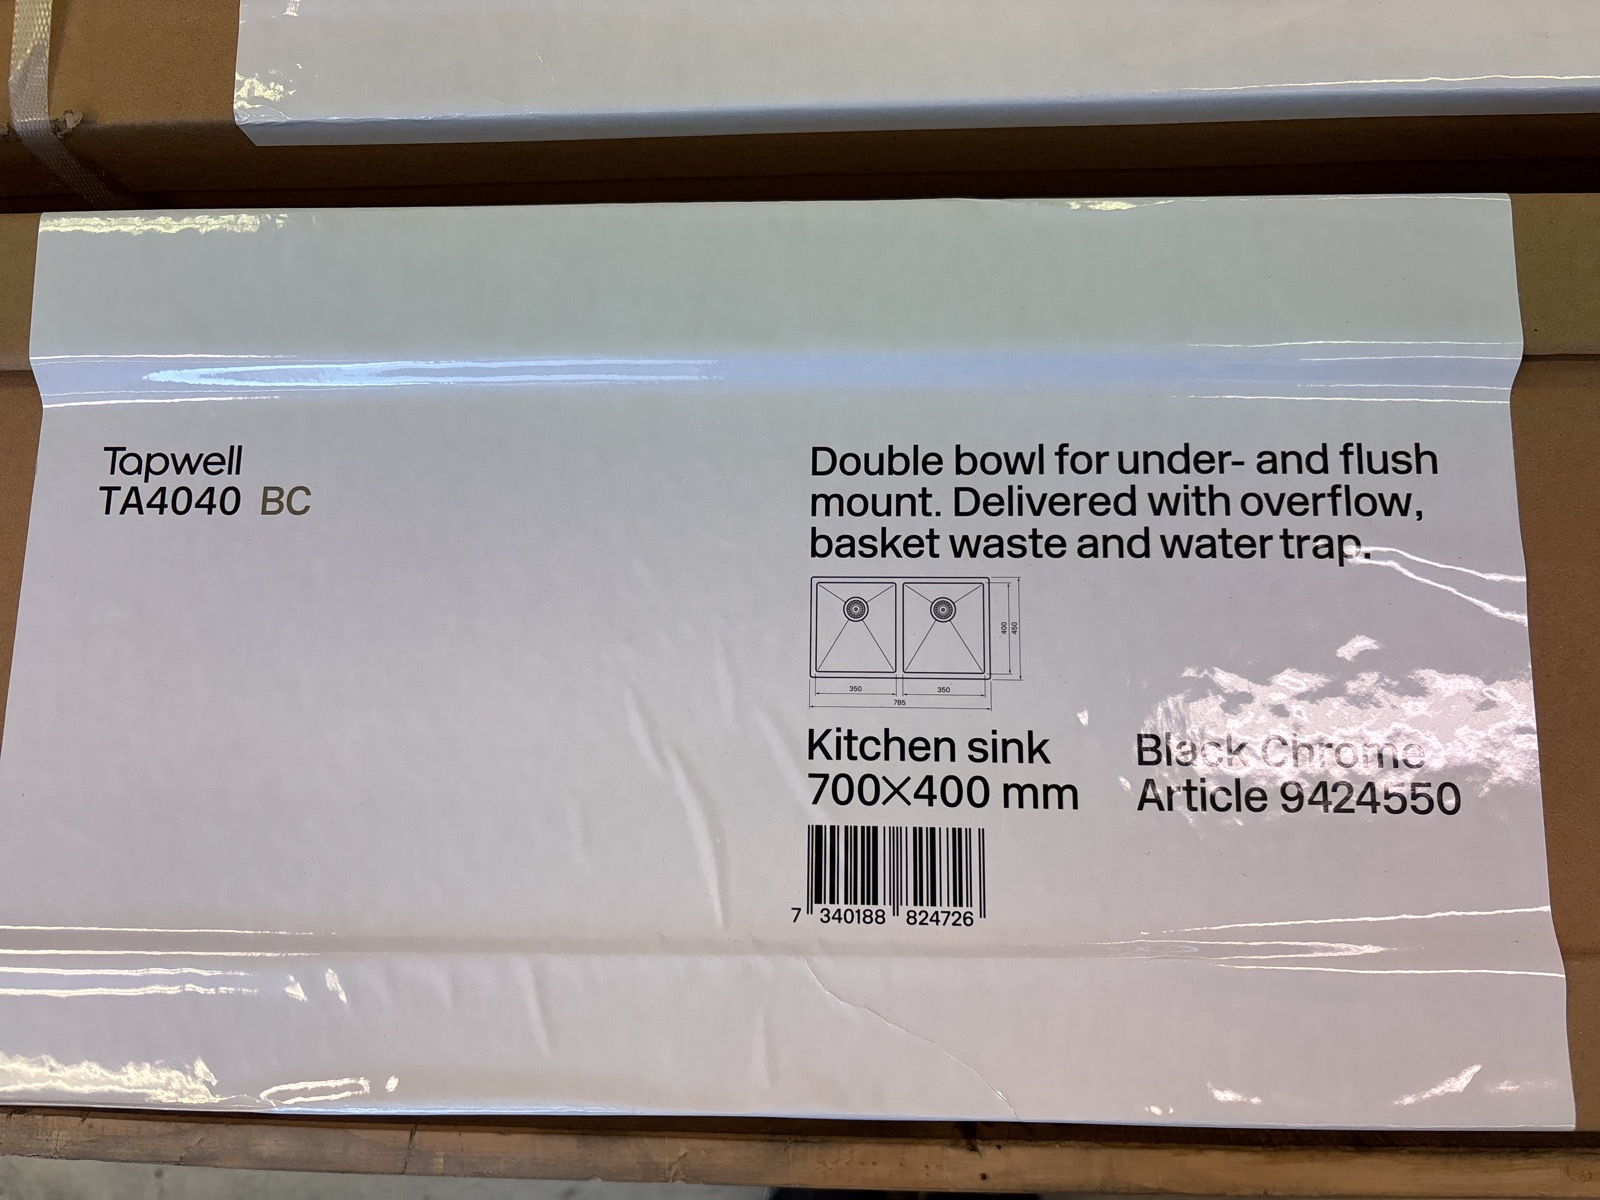 Tapwell
TA4040 BC
Double bowl for under- and flush
mount. Delivered with overflow,
basket waste and water trap.
400
450
350
350
785
Kitchen sink
700×400 mm
Black Chrome
Article 9424550
7 340188 824726